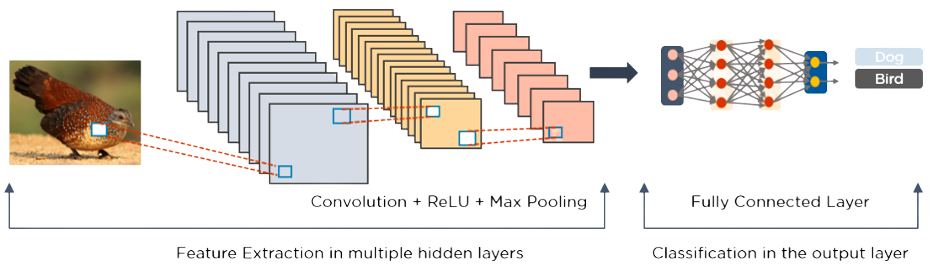 Dog
Bird
Convolution + ReLU + Max Pooling
Fully Connected Layer
Feature Extraction in multiple hidden layers
Classification in the output layer